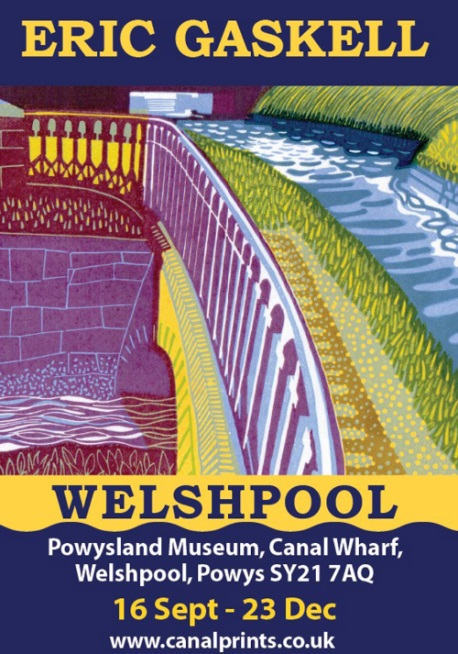 ERIC GASKELL
WELSHPOOL
Powysland Museum, Canal Wharf,
Welshpool, Powys SY21 7AQ
16 Sept - 23 Dec
www.canalprints.co.uk